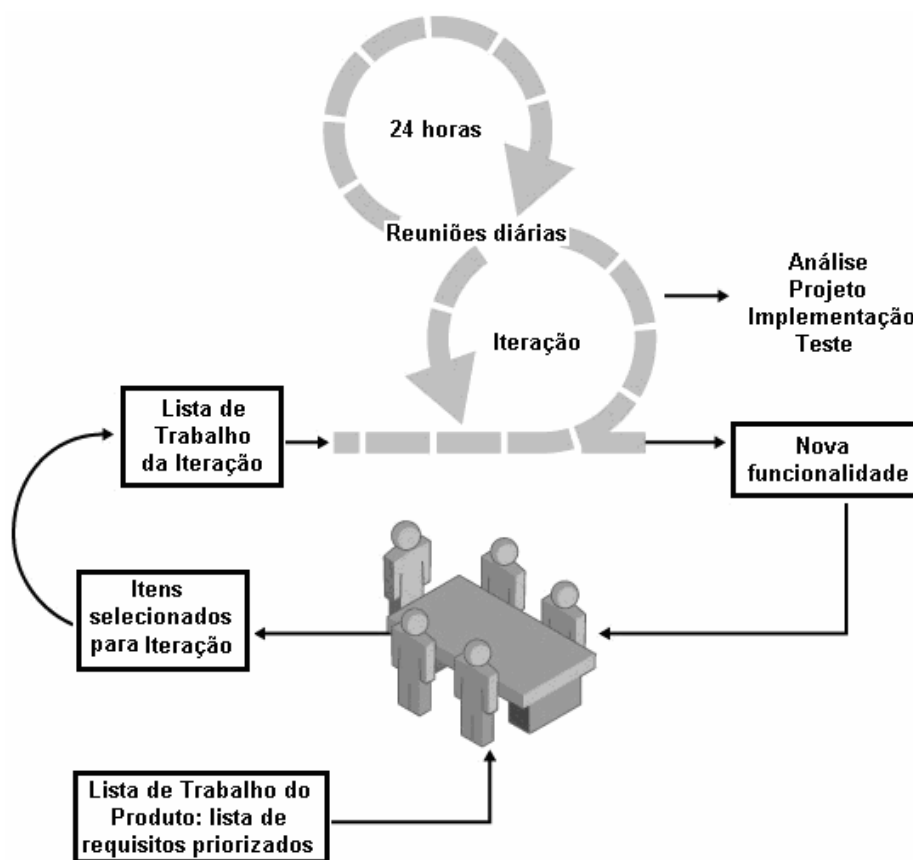 24 horas
Reuniões diárias
Iteração
Análise
Projeto
Implementação
Teste
Lista de
Trabalho
da Iteração
Nova
funcionalidade
Itens
selecionados
para Iteração
Lista de Trabalho do
Produto: lista de
requisitos priorizados